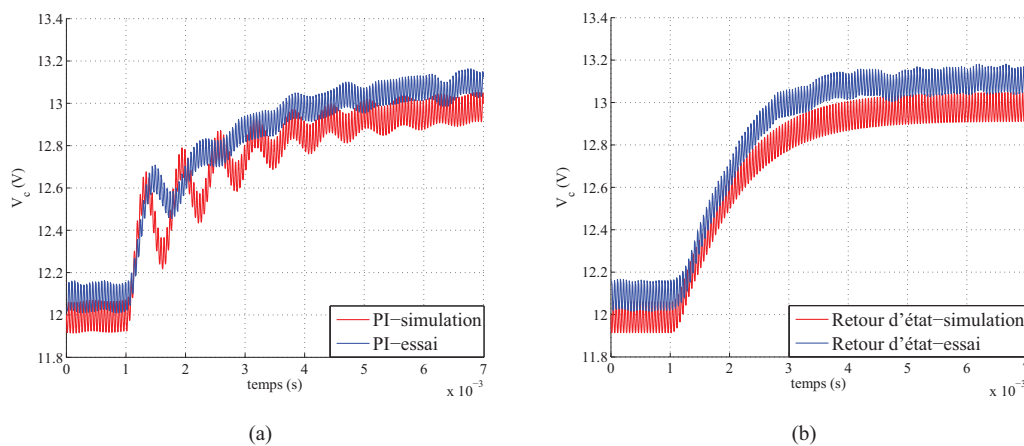 13.4
13.2
13
12.8
12.6
12.4
12.2
12
11.8
V_c (V)
0 1 2 3 4 5 6 7
temps (s)
x 10⁻³
PI−simulation
PI−essai
(a)
13.4
13.2
13
12.8
12.6
12.4
12.2
12
11.8
V_c (V)
0 1 2 3 4 5 6 7
temps (s)
x 10⁻³
Retour d'état−simulation
Retour d'état−essai
(b)